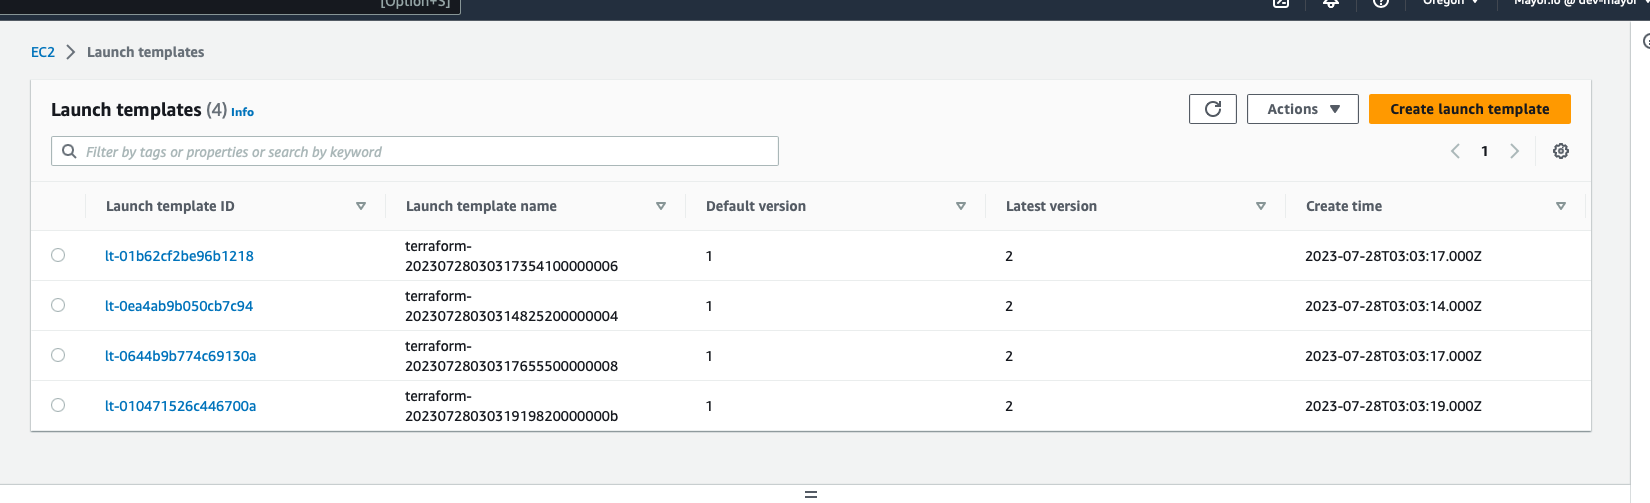 [Option+S]
Oregon
Mayor.io @ dev-mayor
EC2 Launch templates
Launch templates (4) Info
Actions
Create launch template
Filter by tags or properties or search by keyword
1
Launch template ID Launch template name Default version Latest version Create time
lt-01b62cf2be96b1218 terraform-
20230728030317354100000006 1 2 2023-07-28T03:03:17.000Z
lt-0ea4ab9b050cb7c94 terraform-
20230728030314825200000004 1 2 2023-07-28T03:03:14.000Z
lt-0644b9b774c69130a terraform-
20230728030317655500000008 1 2 2023-07-28T03:03:17.000Z
lt-010471526c446700a terraform-
2023072803031919820000000b 1 2 2023-07-28T03:03:19.000Z